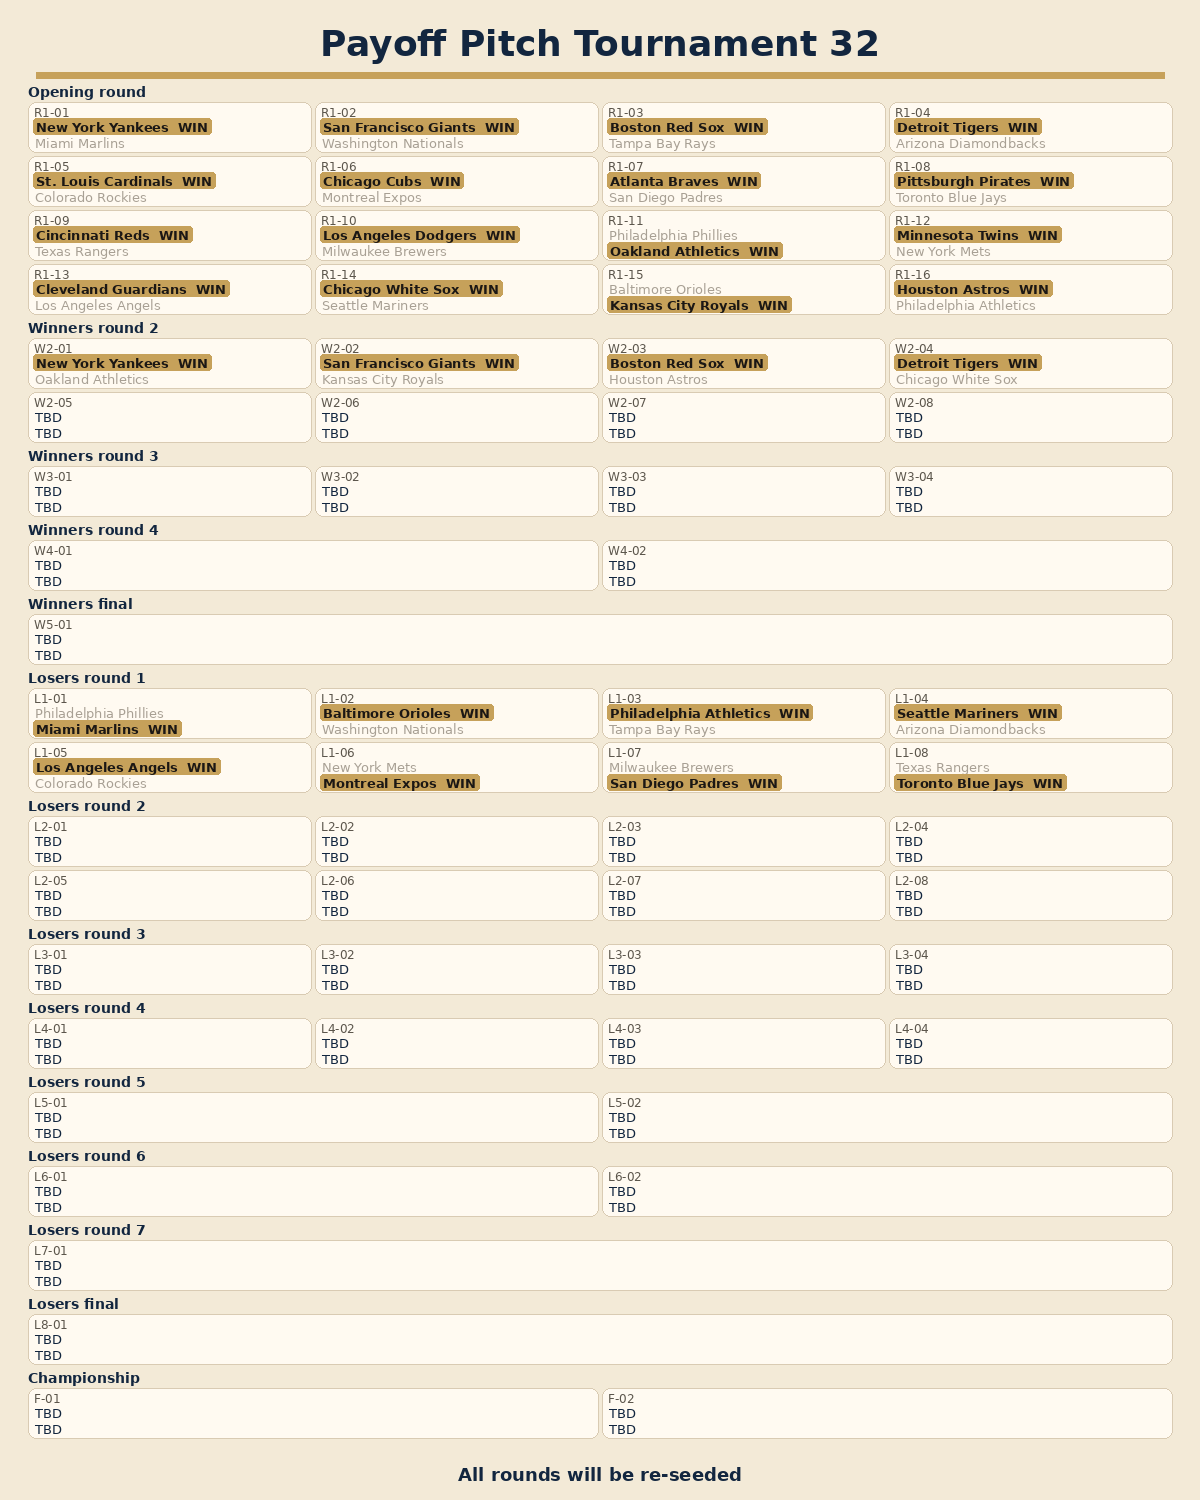 Payoff Pitch Tournament 32
Opening round
R1-01
New York Yankees WIN
Miami Marlins
R1-02
San Francisco Giants WIN
Washington Nationals
R1-03
Boston Red Sox WIN
Tampa Bay Rays
R1-04
Detroit Tigers WIN
Arizona Diamondbacks
R1-05
St. Louis Cardinals WIN
Colorado Rockies
R1-06
Chicago Cubs WIN
Montreal Expos
R1-07
Atlanta Braves WIN
San Diego Padres
R1-08
Pittsburgh Pirates WIN
Toronto Blue Jays
R1-09
Cincinnati Reds WIN
Texas Rangers
R1-10
Los Angeles Dodgers WIN
Milwaukee Brewers
R1-11
Philadelphia Phillies
Oakland Athletics WIN
R1-12
Minnesota Twins WIN
New York Mets
R1-13
Cleveland Guardians WIN
Los Angeles Angels
R1-14
Chicago White Sox WIN
Seattle Mariners
R1-15
Baltimore Orioles
Kansas City Royals WIN
R1-16
Houston Astros WIN
Philadelphia Athletics
Winners round 2
W2-01
New York Yankees WIN
Oakland Athletics
W2-02
San Francisco Giants WIN
Kansas City Royals
W2-03
Boston Red Sox WIN
Houston Astros
W2-04
Detroit Tigers WIN
Chicago White Sox
W2-05
TBD
TBD
W2-06
TBD
TBD
W2-07
TBD
TBD
W2-08
TBD
TBD
Winners round 3
W3-01
TBD
TBD
W3-02
TBD
TBD
W3-03
TBD
TBD
W3-04
TBD
TBD
Winners round 4
W4-01
TBD
TBD
W4-02
TBD
TBD
Winners final
W5-01
TBD
TBD
Losers round 1
L1-01
Philadelphia Phillies
Miami Marlins WIN
L1-02
Baltimore Orioles WIN
Washington Nationals
L1-03
Philadelphia Athletics WIN
Tampa Bay Rays
L1-04
Seattle Mariners WIN
Arizona Diamondbacks
L1-05
Los Angeles Angels WIN
Colorado Rockies
L1-06
New York Mets
Montreal Expos WIN
L1-07
Milwaukee Brewers
San Diego Padres WIN
L1-08
Texas Rangers
Toronto Blue Jays WIN
Losers round 2
L2-01
TBD
TBD
L2-02
TBD
TBD
L2-03
TBD
TBD
L2-04
TBD
TBD
L2-05
TBD
TBD
L2-06
TBD
TBD
L2-07
TBD
TBD
L2-08
TBD
TBD
Losers round 3
L3-01
TBD
TBD
L3-02
TBD
TBD
L3-03
TBD
TBD
L3-04
TBD
TBD
Losers round 4
L4-01
TBD
TBD
L4-02
TBD
TBD
L4-03
TBD
TBD
L4-04
TBD
TBD
Losers round 5
L5-01
TBD
TBD
L5-02
TBD
TBD
Losers round 6
L6-01
TBD
TBD
L6-02
TBD
TBD
Losers round 7
L7-01
TBD
TBD
Losers final
L8-01
TBD
TBD
Championship
F-01
TBD
TBD
F-02
TBD
TBD
All rounds will be re-seeded